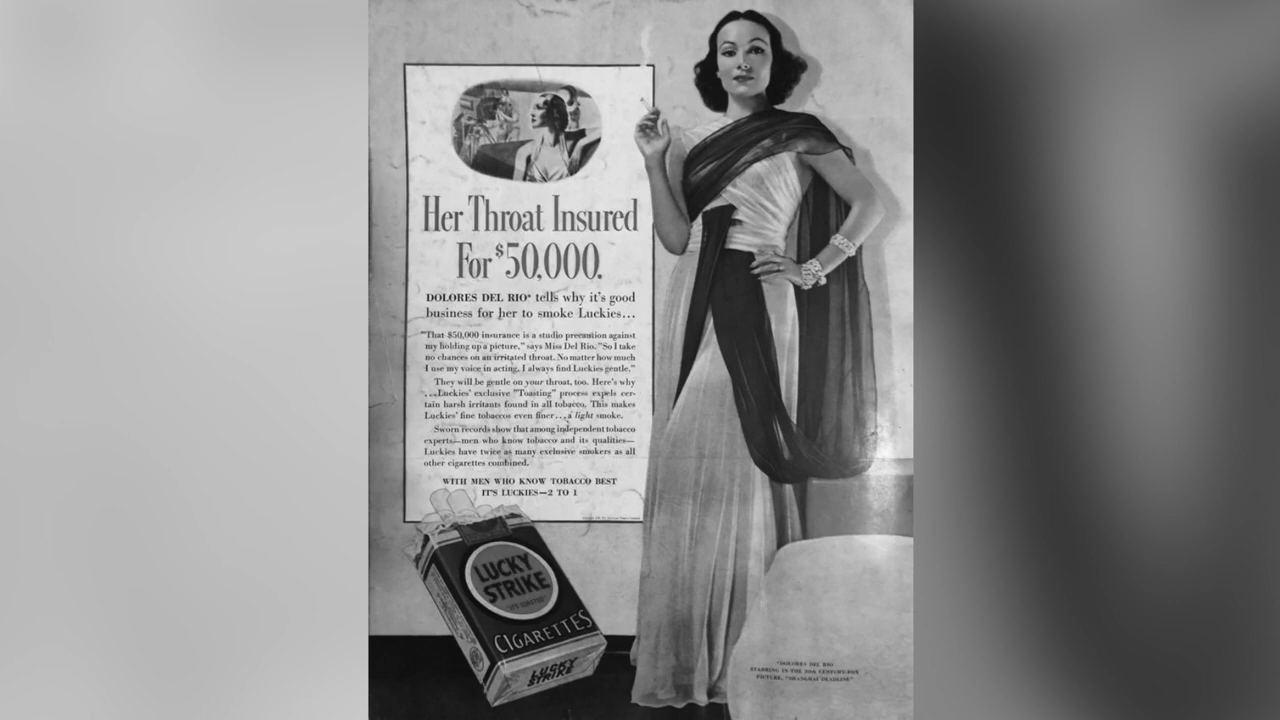 Her Throat Insured
For $50,000.
DOLORES DEL RIO* tells why it's good
business for her to smoke Luckies...
"That $50,000 insurance is a studio precaution against
my holding up a picture," says Miss Del Rio. "So I take
no chances on an irritated throat. No matter how much
I use my voice in acting, I always find Luckies gentle."
They will be gentle on your throat, too. Here's why
...Luckies' exclusive "Toasting" process expels cer-
tain harsh irritants found in all tobacco. This makes
Luckies' fine tobaccos even finer...a light smoke.
Sworn records show that among independent tobacco
experts—men who know tobacco and its qualities—
Luckies have twice as many exclusive smokers as all
other cigarettes combined.
WITH MEN WHO KNOW TOBACCO BEST
IT'S LUCKIES—2 TO 1
LUCKY
STRIKE
"IT'S TOASTED"
CIGARETTES
LUCKY
STRIKE
*DOLORES DEL RIO
STARRING IN THE 20th CENTURY-FOX
PICTURE, "SHANGHAI DEADLINE"